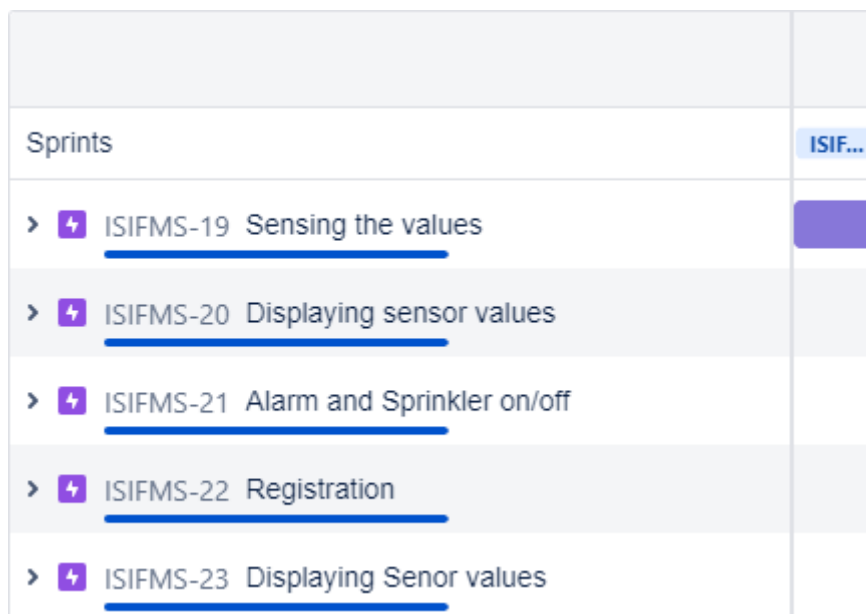 Sprints
ISIF...
ISIFMS-19 Sensing the values
ISIFMS-20 Displaying sensor values
ISIFMS-21 Alarm and Sprinkler on/off
ISIFMS-22 Registration
ISIFMS-23 Displaying Senor values